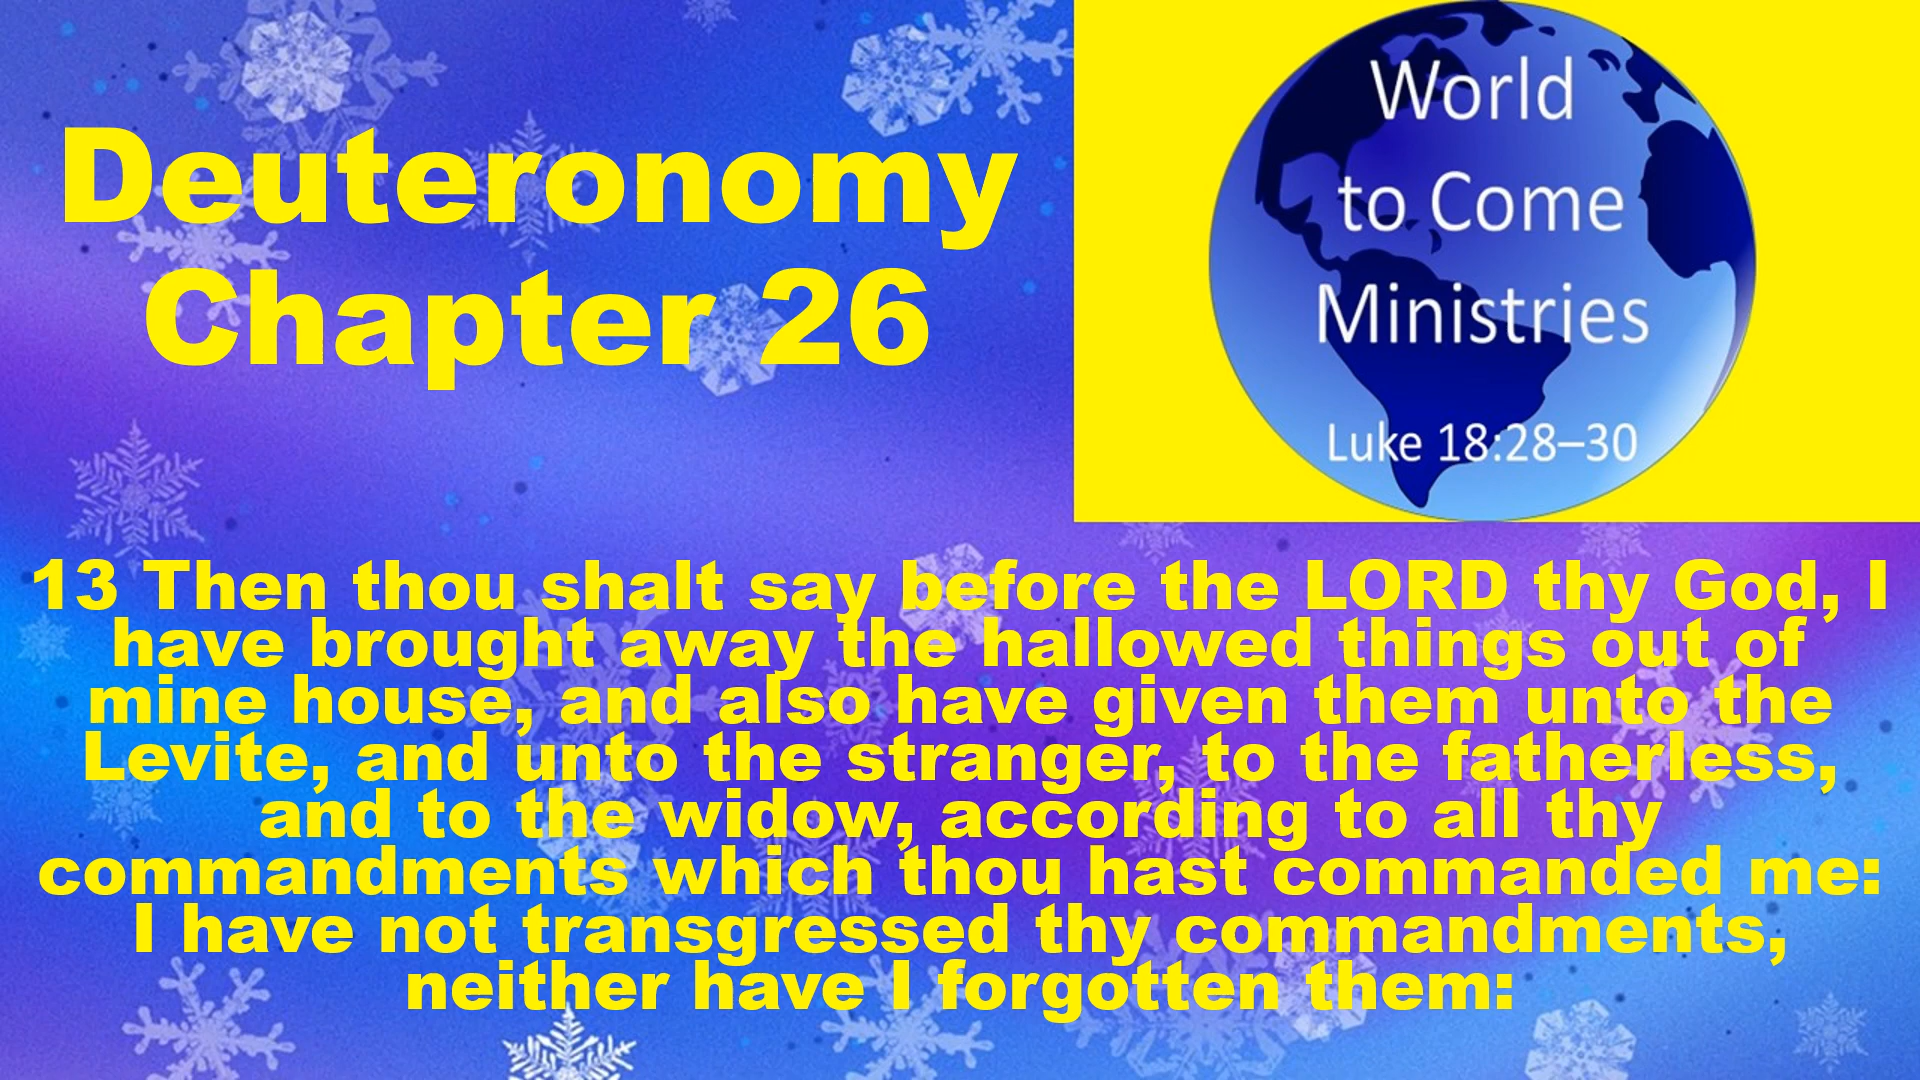 Deuteronomy
Chapter 26
World
to Come
Ministries
Luke 18:28–30
13 Then thou shalt say before the LORD thy God, I
have brought away the hallowed things out of
mine house, and also have given them unto the
Levite, and unto the stranger, to the fatherless,
and to the widow, according to all thy
commandments which thou hast commanded me:
I have not transgressed thy commandments,
neither have I forgotten them: